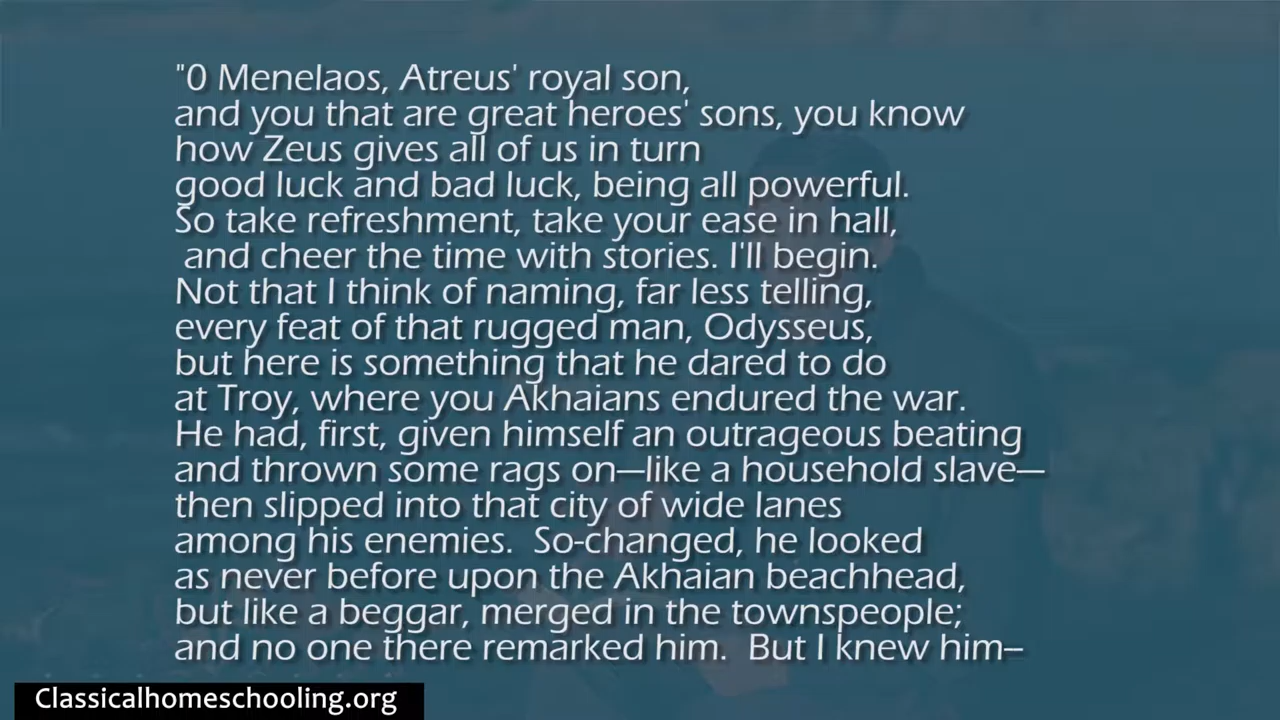 "0 Menelaos, Atreus' royal son,
and you that are great heroes' sons, you know
how Zeus gives all of us in turn
good luck and bad luck, being all powerful.
So take refreshment, take your ease in hall,
and cheer the time with stories. I'll begin.
Not that I think of naming, far less telling,
every feat of that rugged man, Odysseus,
but here is something that he dared to do
at Troy, where you Akhaians endured the war.
He had, first, given himself an outrageous beating
and thrown some rags on—like a household slave—
then slipped into that city of wide lanes
among his enemies.  So-changed, he looked
as never before upon the Akhaian beachhead,
but like a beggar, merged in the townspeople;
and no one there remarked him.  But I knew him–
Classicalhomeschooling.org